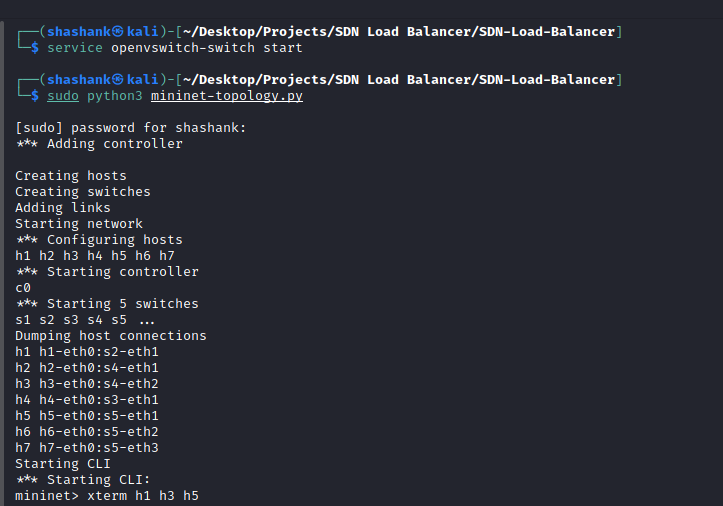 ┌──(shashank㉿kali)-[~/Desktop/Projects/SDN Load Balancer/SDN-Load-Balancer]
└─$ service openvswitch-switch start
┌──(shashank㉿kali)-[~/Desktop/Projects/SDN Load Balancer/SDN-Load-Balancer]
└─$ sudo python3 mininet-topology.py
[sudo] password for shashank:
*** Adding controller
Creating hosts
Creating switches
Adding links
Starting network
*** Configuring hosts
h1 h2 h3 h4 h5 h6 h7
*** Starting controller
c0
*** Starting 5 switches
s1 s2 s3 s4 s5 ...
Dumping host connections
h1 h1-eth0:s2-eth1
h2 h2-eth0:s4-eth1
h3 h3-eth0:s4-eth2
h4 h4-eth0:s3-eth1
h5 h5-eth0:s5-eth1
h6 h6-eth0:s5-eth2
h7 h7-eth0:s5-eth3
Starting CLI
*** Starting CLI:
mininet> xterm h1 h3 h5